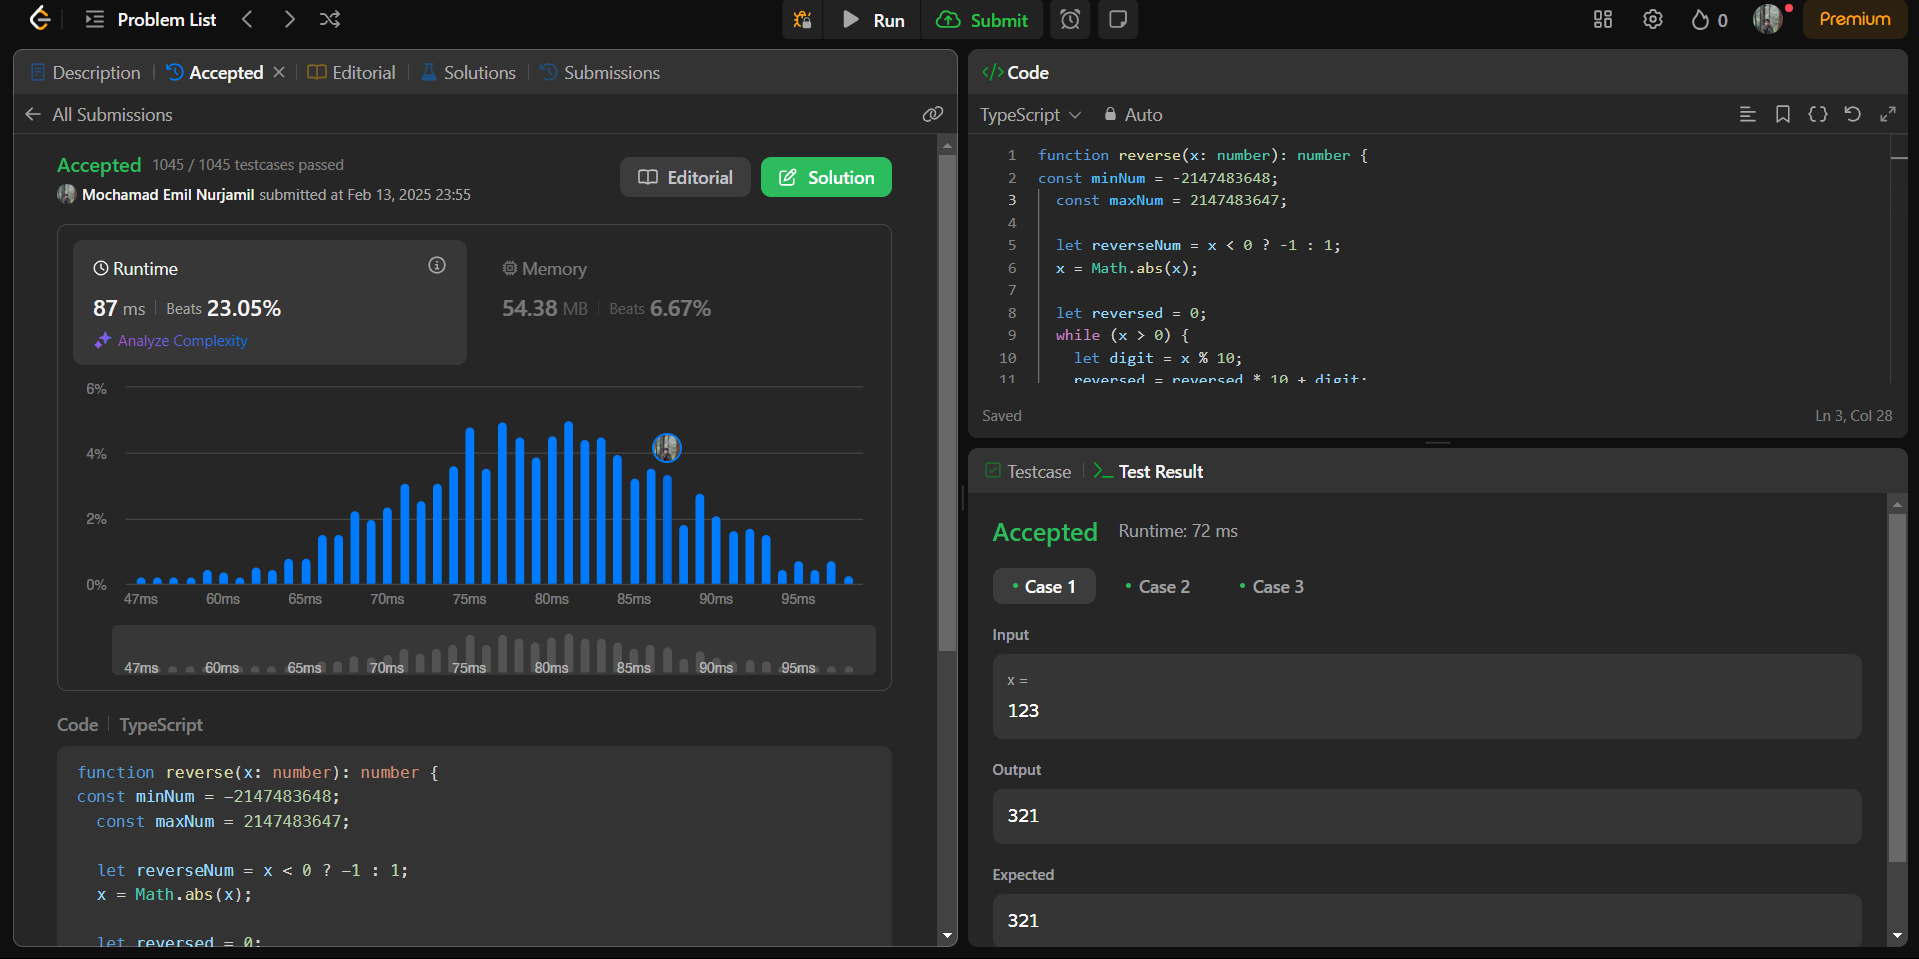 Problem List
Run
Submit
0
Premium
Description
Accepted
Editorial
Solutions
Submissions
All Submissions
Accepted 1045 / 1045 testcases passed
Mochamad Emil Nurjamil submitted at Feb 13, 2025 23:55
Editorial
Solution
Runtime
87 ms Beats 23.05%
Analyze Complexity
Memory
54.38 MB Beats 6.67%
6%
4%
2%
0%
47ms 60ms 65ms 70ms 75ms 80ms 85ms 90ms 95ms
47ms 60ms 65ms 70ms 75ms 80ms 85ms 90ms 95ms
Code TypeScript
function reverse(x: number): number {
const minNum = -2147483648;
const maxNum = 2147483647;
let reverseNum = x < 0 ? -1 : 1;
x = Math.abs(x);
let reversed = 0;
</> Code
TypeScript Auto
1 function reverse(x: number): number {
2 const minNum = -2147483648;
3 const maxNum = 2147483647;
4
5 let reverseNum = x < 0 ? -1 : 1;
6 x = Math.abs(x);
7
8 let reversed = 0;
9 while (x > 0) {
10 let digit = x % 10;
11 reversed = reversed * 10 + digit;
Saved
Ln 3, Col 28
Testcase
Test Result
Accepted Runtime: 72 ms
Case 1
Case 2
Case 3
Input
x =
123
Output
321
Expected
321